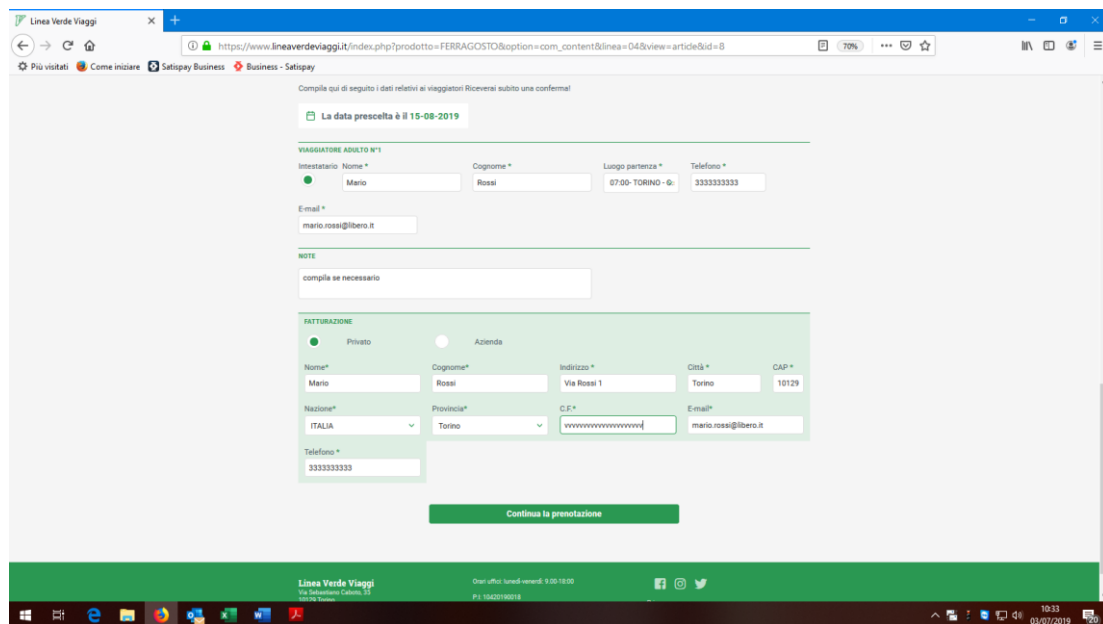 Linea Verde Viaggi
https://www.lineaverdeviaggi.it/index.php?prodotto=FERRAGOSTO&option=com_content&linea=04&view=article&id=8
70%
Più visitati Come iniziare Satispay Business Business - Satispay
Compila qui di seguito i dati relativi ai viaggiatori Riceverai subito una conferma!
La data prescelta è il 15-08-2019
VIAGGIATORE ADULTO N°1
Intestatario Nome * Cognome * Luogo partenza * Telefono *
Mario Rossi 07:00- TORINO - 3333333333
E-mail *
mario.rossi@libero.it
NOTE
compila se necessario
FATTURAZIONE
Privato Azienda
Nome* Cognome* Indirizzo * Città * CAP *
Mario Rossi Via Rossi 1 Torino 10129
Nazione* Provincia* C.F.* E-mail*
ITALIA Torino vvvvvvvvvvvvvvvvvvvv mario.rossi@libero.it
Telefono *
3333333333
Continua la prenotazione
Linea Verde Viaggi Orari uffici: lunedì-venerdì: 9.00-18:00
Via Sebastiano Caboto, 35
10129 Torino P.I: 10420190018
10:33
03/07/2019
20